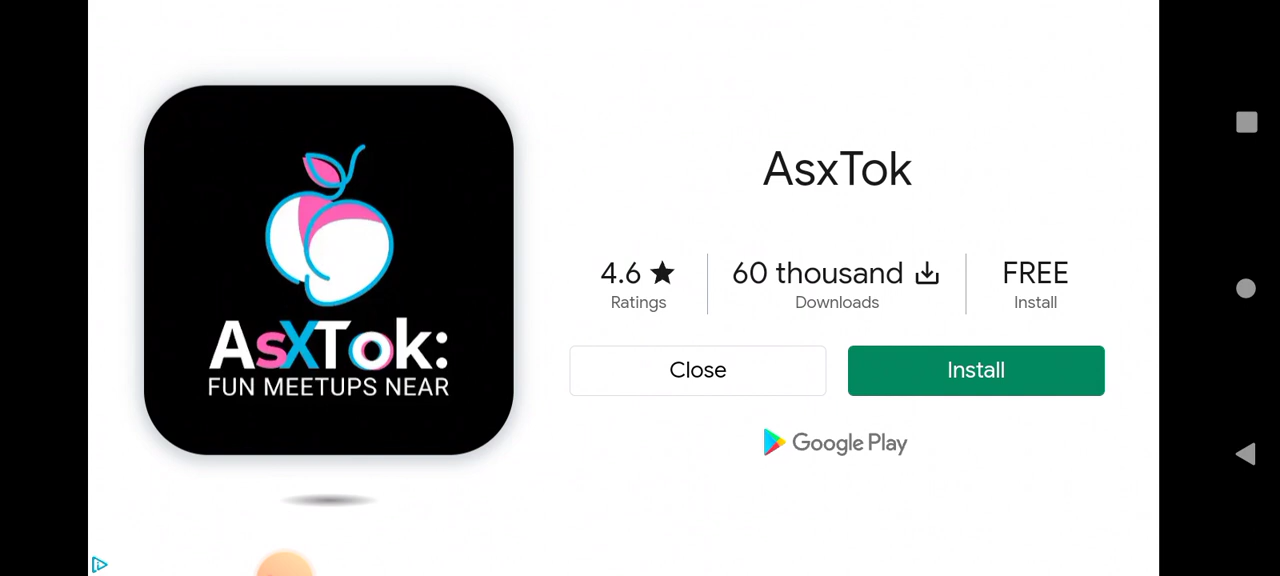 AsXTok:
FUN MEETUPS NEAR
AsxTok
4.6 ★
Ratings
60 thousand
Downloads
FREE
Install
Close
Install
Google Play